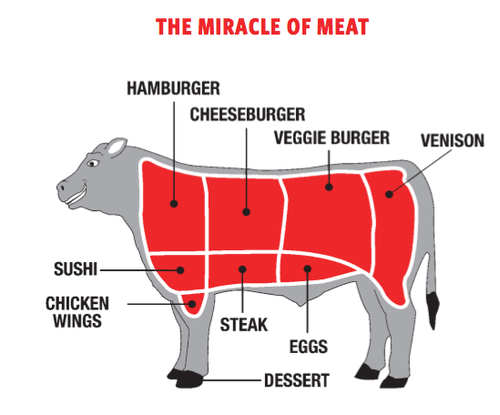 THE MIRACLE OF MEAT
HAMBURGER
CHEESEBURGER
VEGGIE BURGER
VENISON
SUSHI
CHICKEN
WINGS
STEAK
EGGS
DESSERT